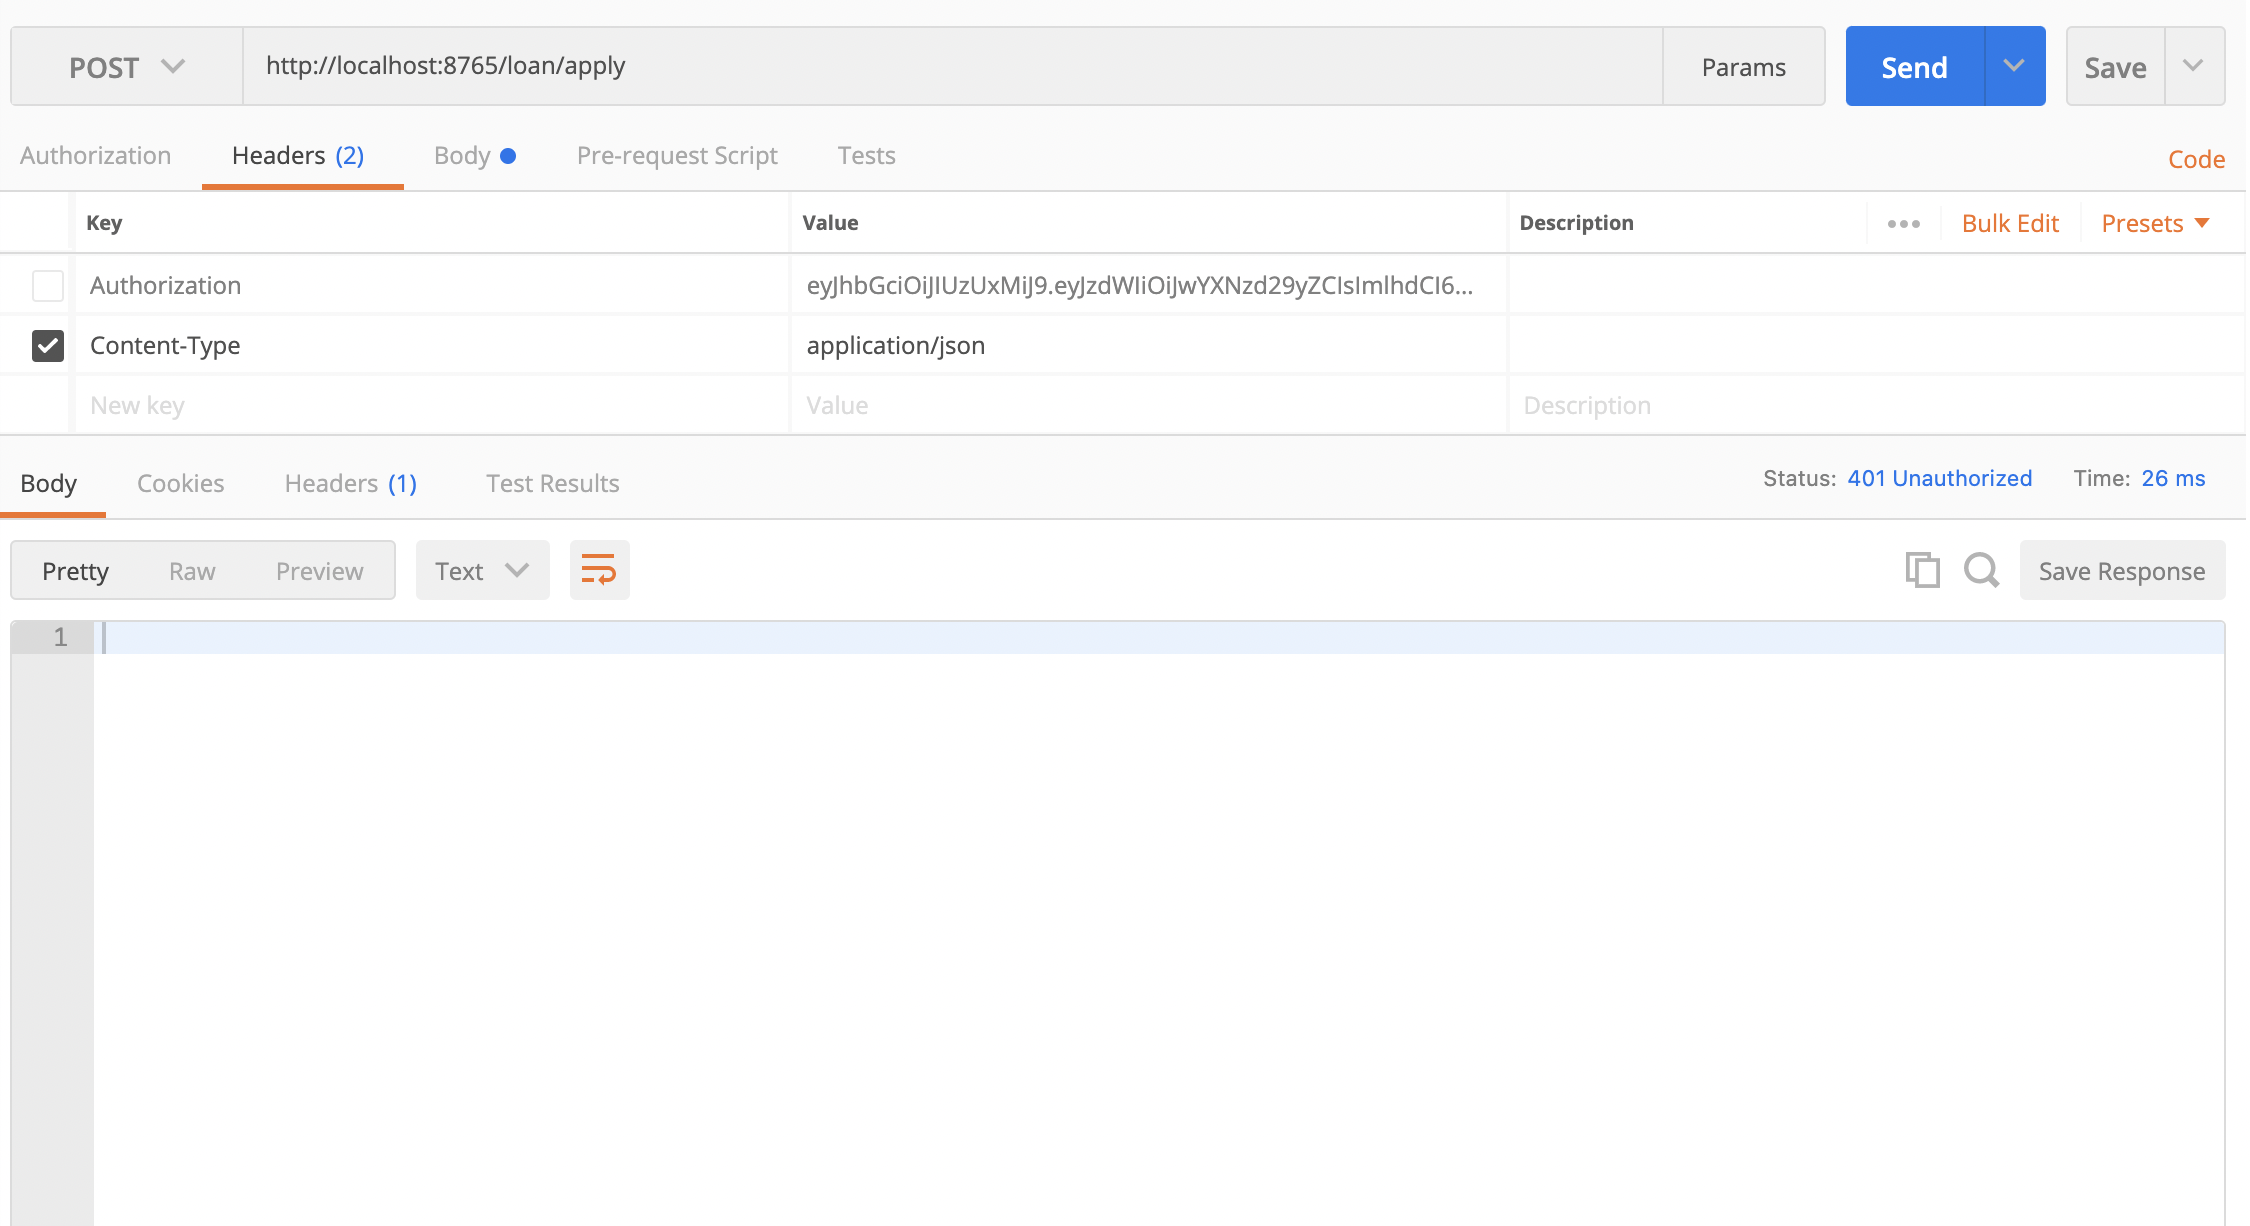 POST http://localhost:8765/loan/apply Params Send Save
Authorization Headers (2) Body Pre-request Script Tests Code
Key Value Description Bulk Edit Presets
Authorization eyJhbGciOiJIUzUxMiJ9.eyJzdWIiOiJwYXNzd29yZCIsImlhdCI6...
Content-Type application/json
New key Value Description
Body Cookies Headers (1) Test Results Status: 401 Unauthorized Time: 26 ms
Pretty Raw Preview Text Save Response
1